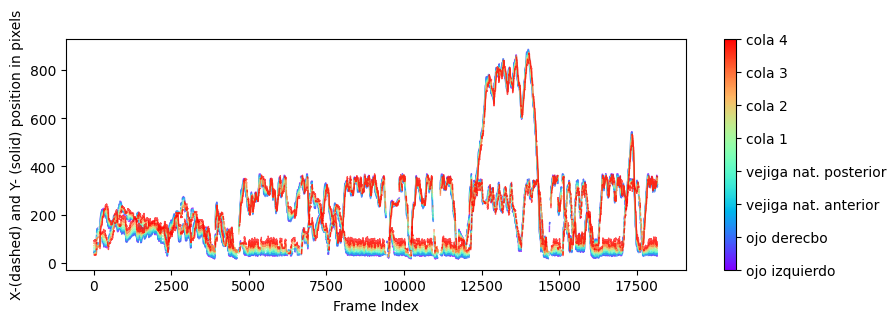 X-(dashed) and Y- (solid) position in pixels
800
600
400
200
0
0
2500
5000
7500
10000
12500
15000
17500
Frame Index
cola 4
cola 3
cola 2
cola 1
vejiga nat. posterior
vejiga nat. anterior
ojo derecbo
ojo izquierdo